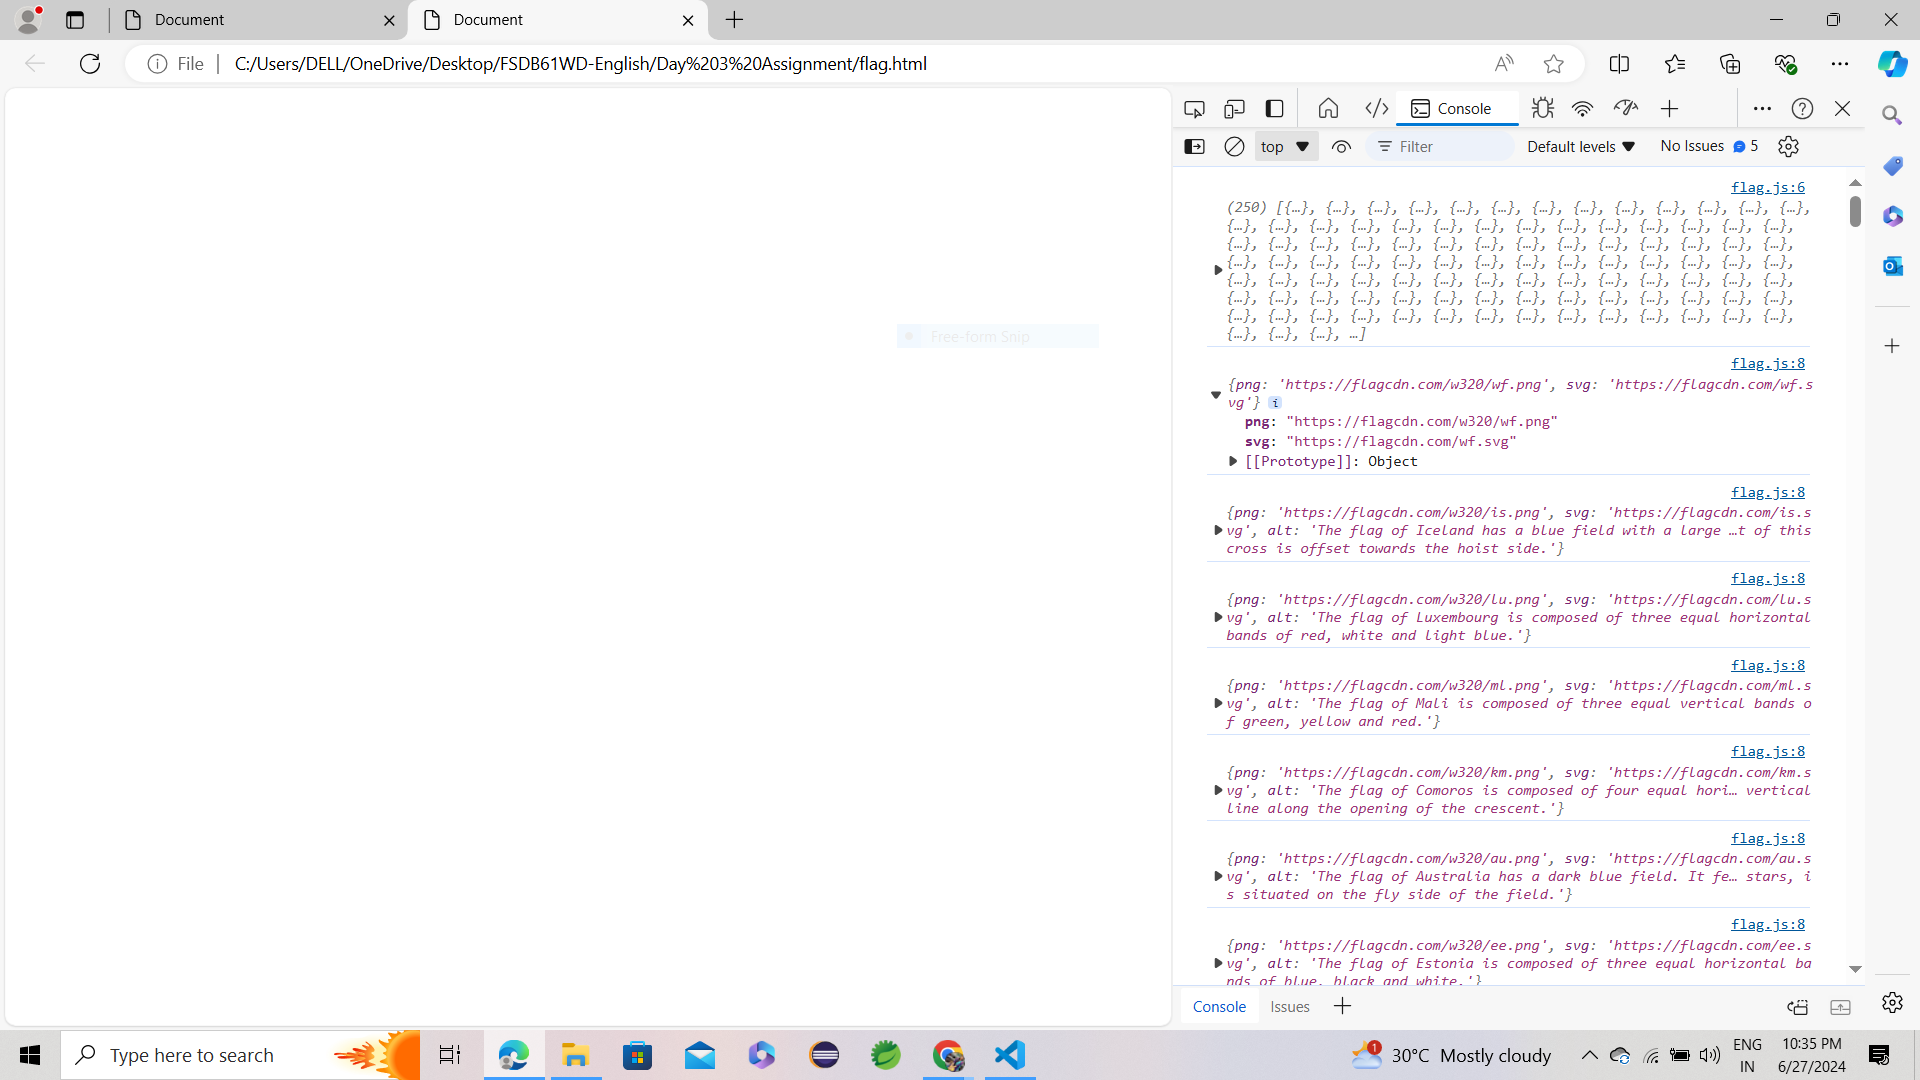 Document
Document
File
C:/Users/DELL/OneDrive/Desktop/FSDB61WD-English/Day%203%20Assignment/flag.html
Console
top
Filter
Default levels
No Issues
5
flag.js:6
(250) [{…}, {…}, {…}, {…}, {…}, {…}, {…}, {…}, {…}, {…}, {…}, {…}, {…},
{…}, {…}, {…}, {…}, {…}, {…}, {…}, {…}, {…}, {…}, {…}, {…}, {…}, {…},
{…}, {…}, {…}, {…}, {…}, {…}, {…}, {…}, {…}, {…}, {…}, {…}, {…}, {…},
{…}, {…}, {…}, {…}, {…}, {…}, {…}, {…}, {…}, {…}, {…}, {…}, {…}, {…},
{…}, {…}, {…}, {…}, {…}, {…}, {…}, {…}, {…}, {…}, {…}, {…}, {…}, {…},
{…}, {…}, {…}, {…}, {…}, {…}, {…}, {…}, {…}, {…}, {…}, {…}, {…}, {…},
{…}, {…}, {…}, {…}, {…}, {…}, {…}, {…}, {…}, {…}, {…}, {…}, {…}, {…},
{…}, {…}, {…}, …]
Free-form Snip
flag.js:8
{png: 'https://flagcdn.com/w320/wf.png', svg: 'https://flagcdn.com/wf.s
vg'} i
png: "https://flagcdn.com/w320/wf.png"
svg: "https://flagcdn.com/wf.svg"
[[Prototype]]: Object
flag.js:8
{png: 'https://flagcdn.com/w320/is.png', svg: 'https://flagcdn.com/is.s
vg', alt: 'The flag of Iceland has a blue field with a large …t of this
cross is offset towards the hoist side.'}
flag.js:8
{png: 'https://flagcdn.com/w320/lu.png', svg: 'https://flagcdn.com/lu.s
vg', alt: 'The flag of Luxembourg is composed of three equal horizontal
bands of red, white and light blue.'}
flag.js:8
{png: 'https://flagcdn.com/w320/ml.png', svg: 'https://flagcdn.com/ml.s
vg', alt: 'The flag of Mali is composed of three equal vertical bands o
f green, yellow and red.'}
flag.js:8
{png: 'https://flagcdn.com/w320/km.png', svg: 'https://flagcdn.com/km.s
vg', alt: 'The flag of Comoros is composed of four equal hori… vertical
line along the opening of the crescent.'}
flag.js:8
{png: 'https://flagcdn.com/w320/au.png', svg: 'https://flagcdn.com/au.s
vg', alt: 'The flag of Australia has a dark blue field. It fe… stars, i
s situated on the fly side of the field.'}
flag.js:8
{png: 'https://flagcdn.com/w320/ee.png', svg: 'https://flagcdn.com/ee.s
vg', alt: 'The flag of Estonia is composed of three equal horizontal ba
nds of blue, black and white.'}
Console
Issues
Type here to search
1
30°C Mostly cloudy
ENG
IN
10:35 PM
6/27/2024